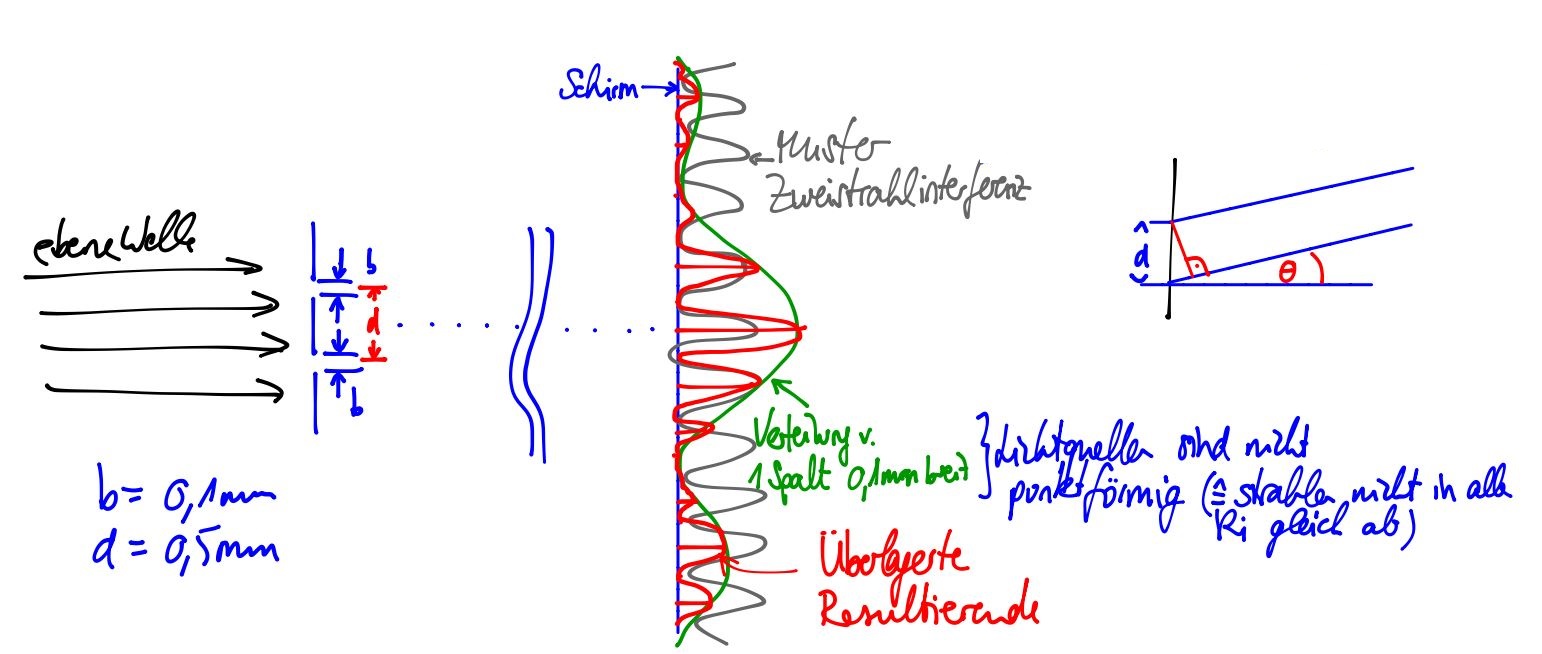 Schirm
Muster
Zweistrahlinterferenz
ebene Welle
b
d
b
d
θ
b = 0,1mm
d = 0,5mm
Verteilung v.
1 Spalt 0,1mm breit
Lichtquellen sind nicht
punktförmig (≙ strahlen nicht in alle
Ri gleich ab)
Überlagerte
Resultierende